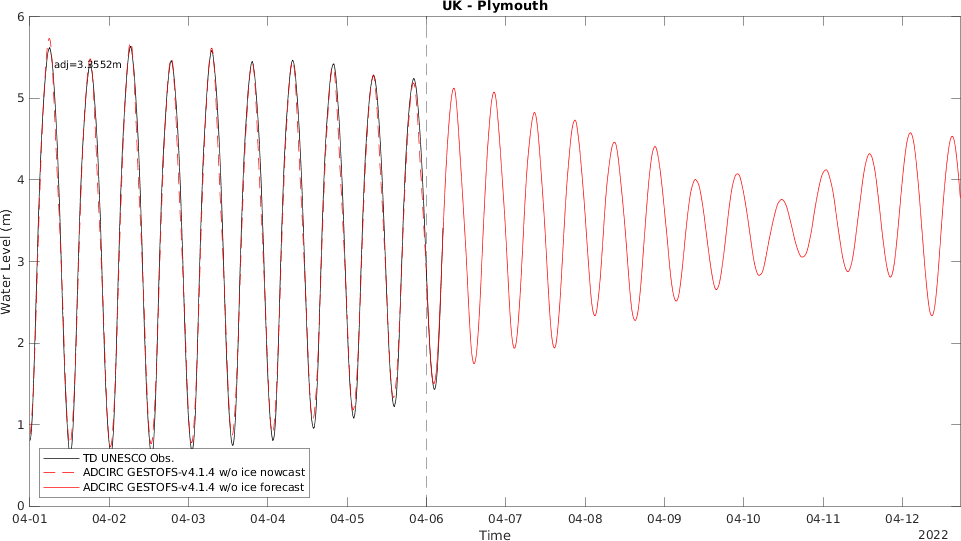 UK - Plymouth
6
5
4
3
2
1
0
Water Level (m)
adj=3.3552m
TD UNESCO Obs.
ADCIRC GESTOFS-v4.1.4 w/o ice nowcast
ADCIRC GESTOFS-v4.1.4 w/o ice forecast
04-01 04-02 04-03 04-04 04-05 04-06 04-07 04-08 04-09 04-10 04-11 04-12
Time
2022